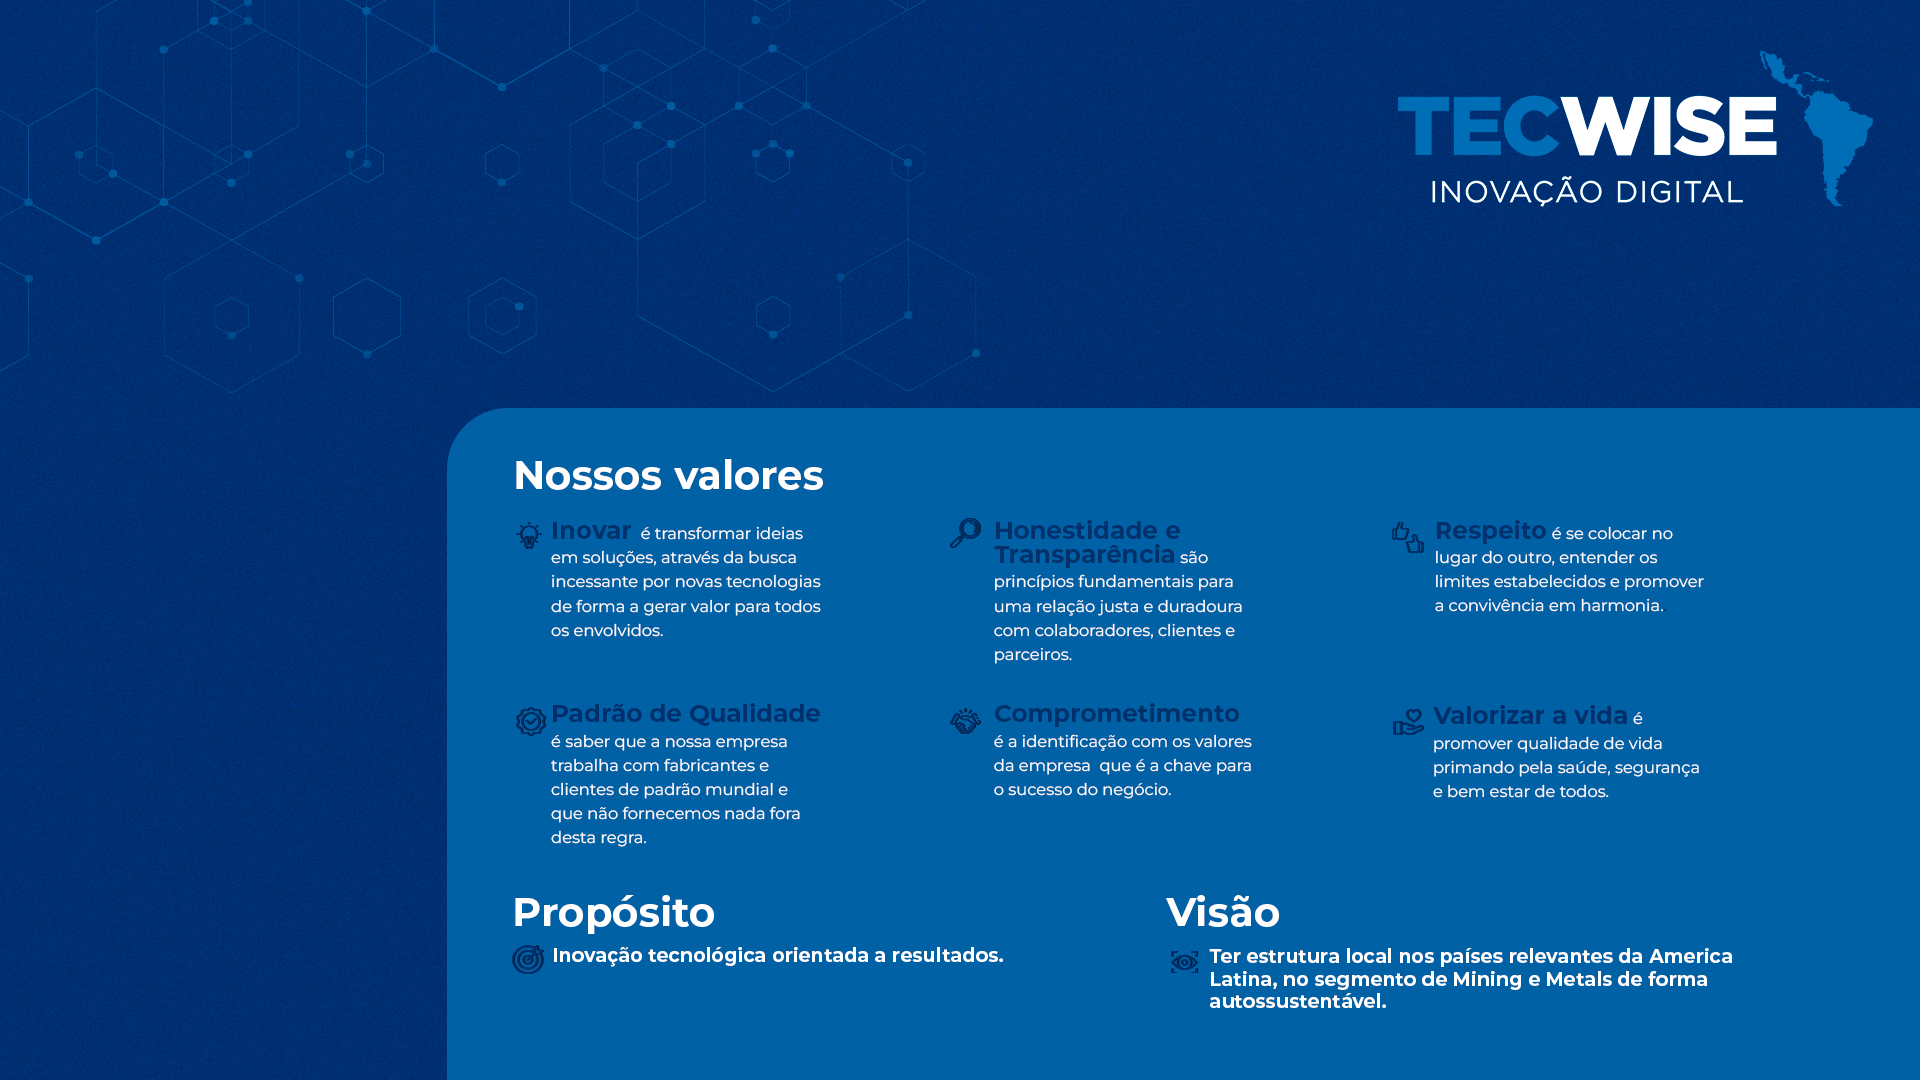 TECWISE
INOVAÇÃO DIGITAL
Nossos valores
Inovar é transformar ideias
em soluções, através da busca
incessante por novas tecnologias
de forma a gerar valor para todos
os envolvidos.
Honestidade e
Transparência são
princípios fundamentais para
uma relação justa e duradoura
com colaboradores, clientes e
parceiros.
Respeito é se colocar no
lugar do outro, entender os
limites estabelecidos e promover
a convivência em harmonia.
Padrão de Qualidade
é saber que a nossa empresa
trabalha com fabricantes e
clientes de padrão mundial e
que não fornecemos nada fora
desta regra.
Comprometimento
é a identificação com os valores
da empresa que é a chave para
o sucesso do negócio.
Valorizar a vida é
promover qualidade de vida
primando pela saúde, segurança
e bem estar de todos.
Propósito
Inovação tecnológica orientada a resultados.
Visão
Ter estrutura local nos países relevantes da America
Latina, no segmento de Mining e Metals de forma
autossustentável.